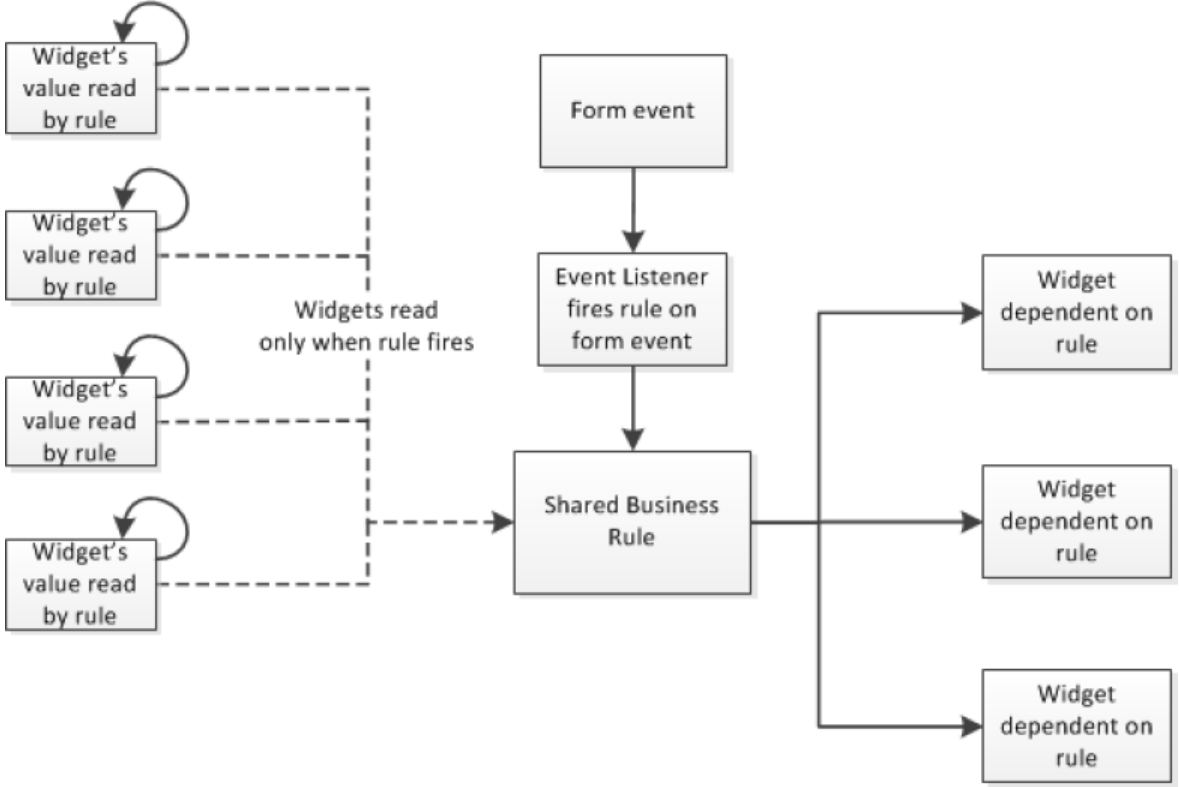 Widget's
value read
by rule
Widget's
value read
by rule
Widget's
value read
by rule
Widget's
value read
by rule
Widgets read
only when rule fires
Form event
Event Listener
fires rule on
form event
Shared Business
Rule
Widget
dependent on
rule
Widget
dependent on
rule
Widget
dependent on
rule